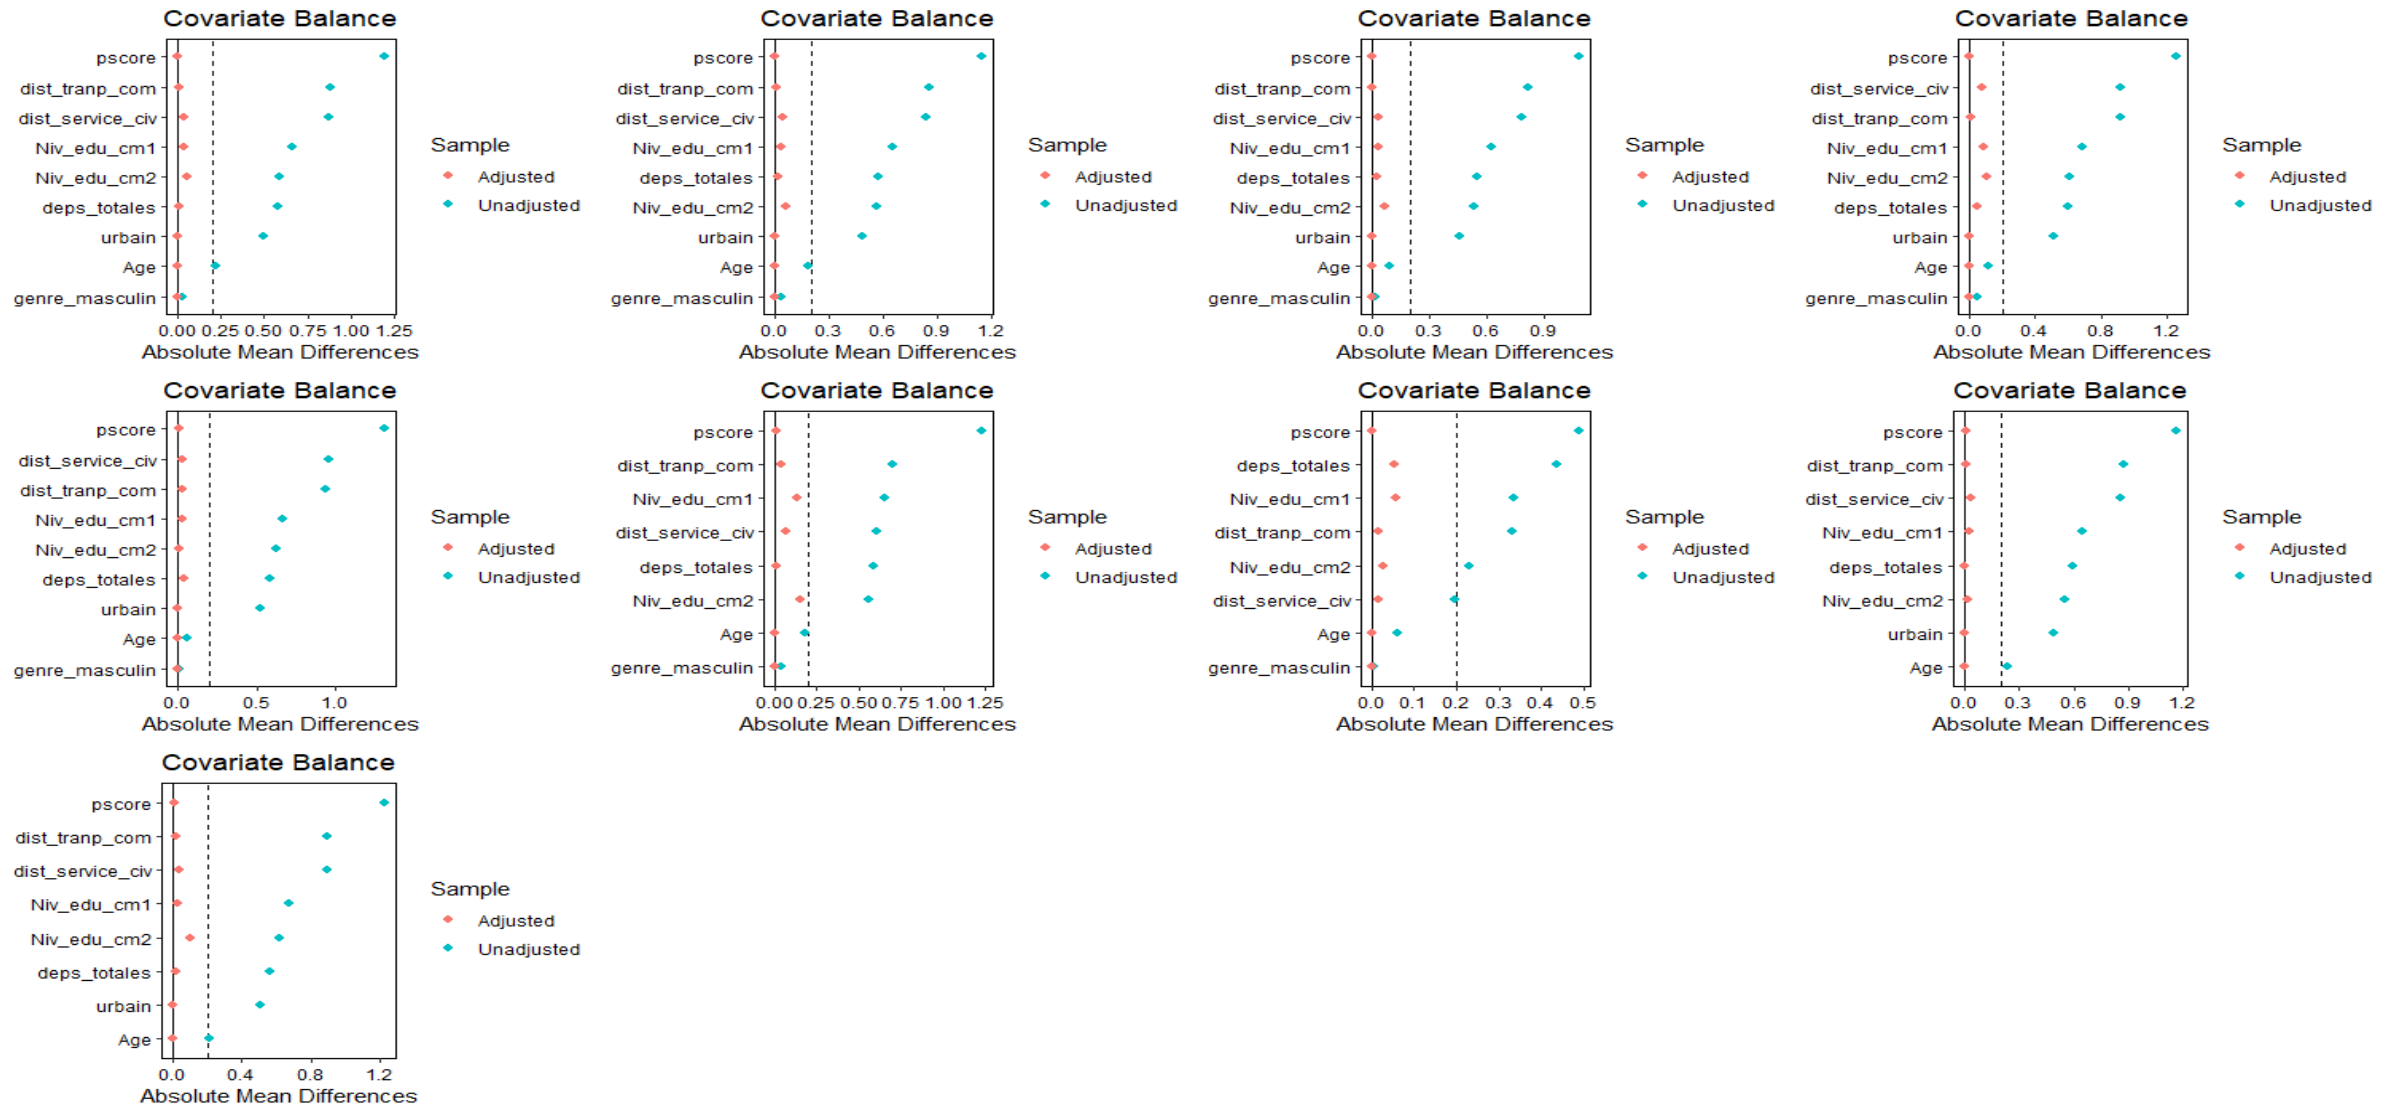 Covariate Balance
pscore
dist_tranp_com
dist_service_civ
Niv_edu_cm1
Niv_edu_cm2
deps_totales
urbain
Age
genre_masculin
0.00 0.25 0.50 0.75 1.00 1.25
Absolute Mean Differences
Sample
Adjusted
Unadjusted
Covariate Balance
pscore
dist_tranp_com
dist_service_civ
Niv_edu_cm1
deps_totales
Niv_edu_cm2
urbain
Age
genre_masculin
0.0 0.3 0.6 0.9 1.2
Absolute Mean Differences
Sample
Adjusted
Unadjusted
Covariate Balance
pscore
dist_tranp_com
dist_service_civ
Niv_edu_cm1
deps_totales
Niv_edu_cm2
urbain
Age
genre_masculin
0.0 0.3 0.6 0.9
Absolute Mean Differences
Sample
Adjusted
Unadjusted
Covariate Balance
pscore
dist_service_civ
dist_tranp_com
Niv_edu_cm1
Niv_edu_cm2
deps_totales
urbain
Age
genre_masculin
0.0 0.4 0.8 1.2
Absolute Mean Differences
Sample
Adjusted
Unadjusted
Covariate Balance
pscore
dist_service_civ
dist_tranp_com
Niv_edu_cm1
Niv_edu_cm2
deps_totales
urbain
Age
genre_masculin
0.0 0.5 1.0
Absolute Mean Differences
Sample
Adjusted
Unadjusted
Covariate Balance
pscore
dist_tranp_com
Niv_edu_cm1
dist_service_civ
deps_totales
Niv_edu_cm2
Age
genre_masculin
0.00 0.25 0.50 0.75 1.00 1.25
Absolute Mean Differences
Sample
Adjusted
Unadjusted
Covariate Balance
pscore
deps_totales
Niv_edu_cm1
dist_tranp_com
Niv_edu_cm2
dist_service_civ
Age
genre_masculin
0.0 0.1 0.2 0.3 0.4 0.5
Absolute Mean Differences
Sample
Adjusted
Unadjusted
Covariate Balance
pscore
dist_tranp_com
dist_service_civ
Niv_edu_cm1
deps_totales
Niv_edu_cm2
urbain
Age
0.0 0.3 0.6 0.9 1.2
Absolute Mean Differences
Sample
Adjusted
Unadjusted
Covariate Balance
pscore
dist_tranp_com
dist_service_civ
Niv_edu_cm1
Niv_edu_cm2
deps_totales
urbain
Age
0.0 0.4 0.8 1.2
Absolute Mean Differences
Sample
Adjusted
Unadjusted